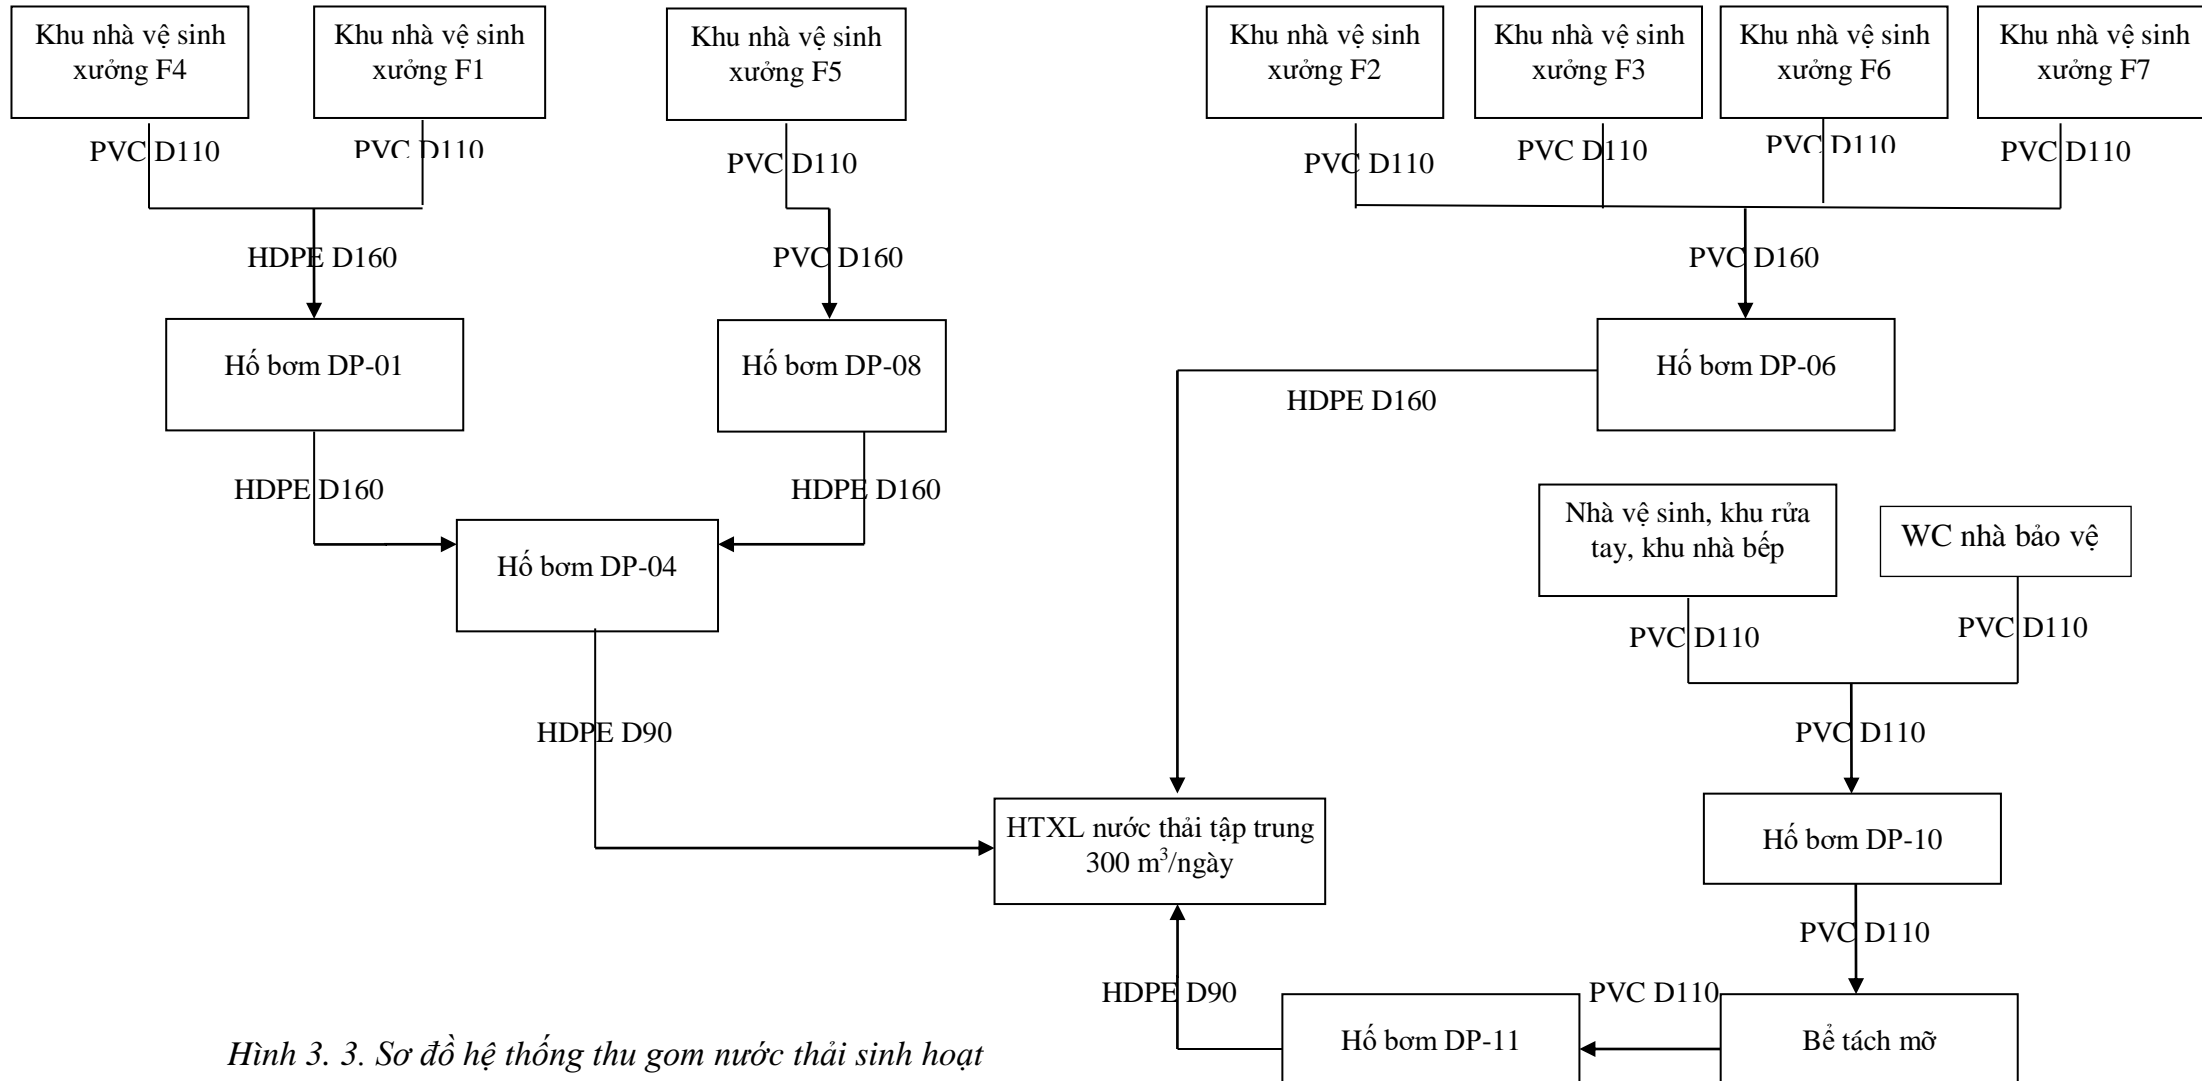 Khu nhà vệ sinh
xưởng F4
Khu nhà vệ sinh
xưởng F1
Khu nhà vệ sinh
xưởng F5
Khu nhà vệ sinh
xưởng F2
Khu nhà vệ sinh
xưởng F3
Khu nhà vệ sinh
xưởng F6
Khu nhà vệ sinh
xưởng F7
PVC D110
PVC D110
PVC D110
PVC D110
PVC D110
PVC D110
PVC D110
HDPE D160
PVC D160
PVC D160
Hố bơm DP-01
Hố bơm DP-08
Hố bơm DP-06
HDPE D160
HDPE D160
HDPE D160
Hố bơm DP-04
Nhà vệ sinh, khu rửa
tay, khu nhà bếp
WC nhà bảo vệ
PVC D110
PVC D110
HDPE D90
PVC D110
HTXL nước thải tập trung
300 m³/ngày
Hố bơm DP-10
PVC D110
HDPE D90
PVC D110
Hố bơm DP-11
Bể tách mỡ
Hình 3. 3. Sơ đồ hệ thống thu gom nước thải sinh hoạt